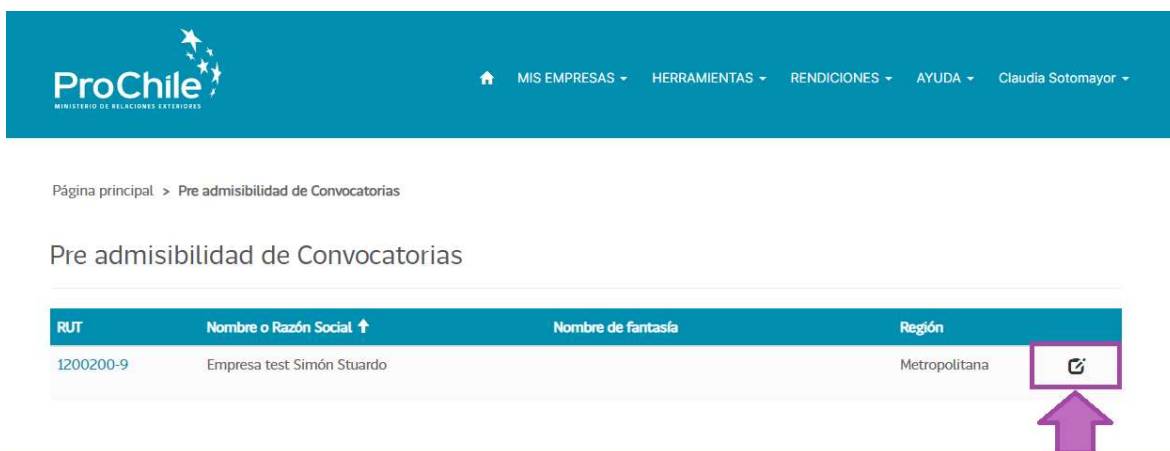 ProChile
MINISTERIO DE RELACIONES EXTERIORES
MIS EMPRESAS HERRAMIENTAS RENDICIONES AYUDA Claudia Sotomayor
Página principal > Pre admisibilidad de Convocatorias
Pre admisibilidad de Convocatorias
RUT Nombre o Razón Social Nombre de fantasía Región
1200200-9 Empresa test Simón Stuardo Metropolitana